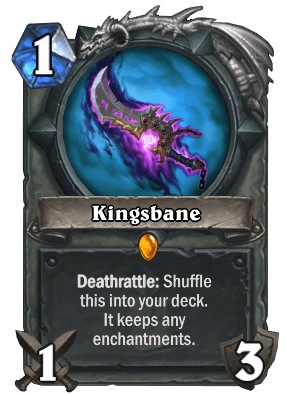 1
Kingsbane
Deathrattle: Shuffle
this into your deck.
It keeps any
enchantments.
1
3